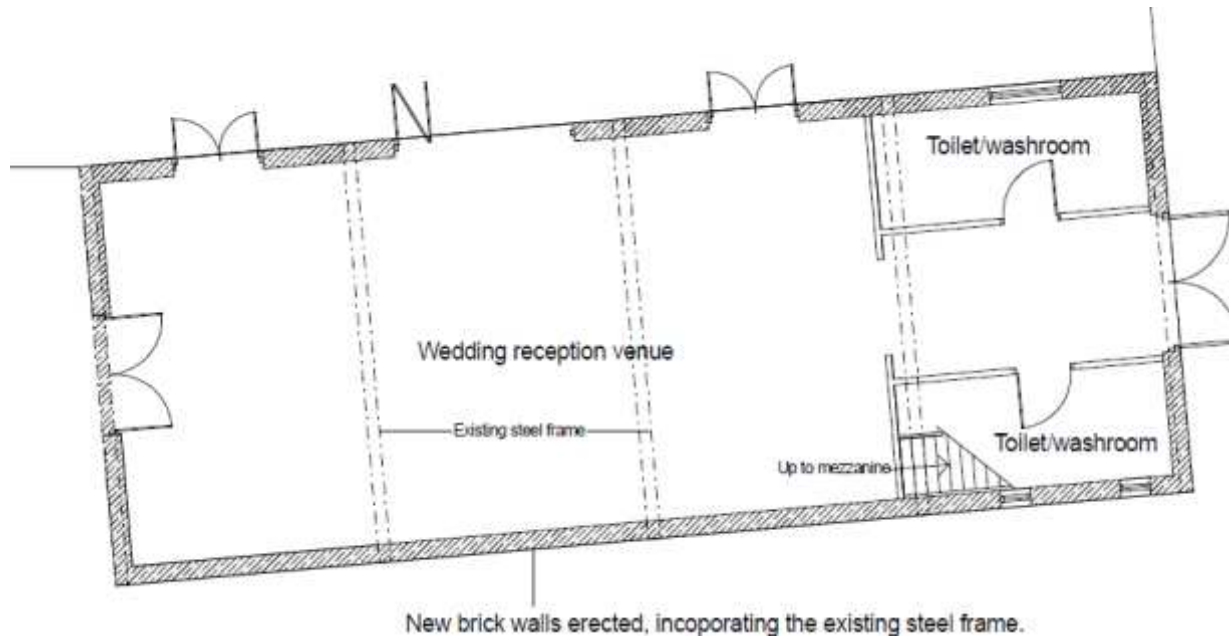 Toilet/washroom
Wedding reception venue
Existing steel frame
Toilet/washroom
Up to mezzanine
New brick walls erected, incoporating the existing steel frame.